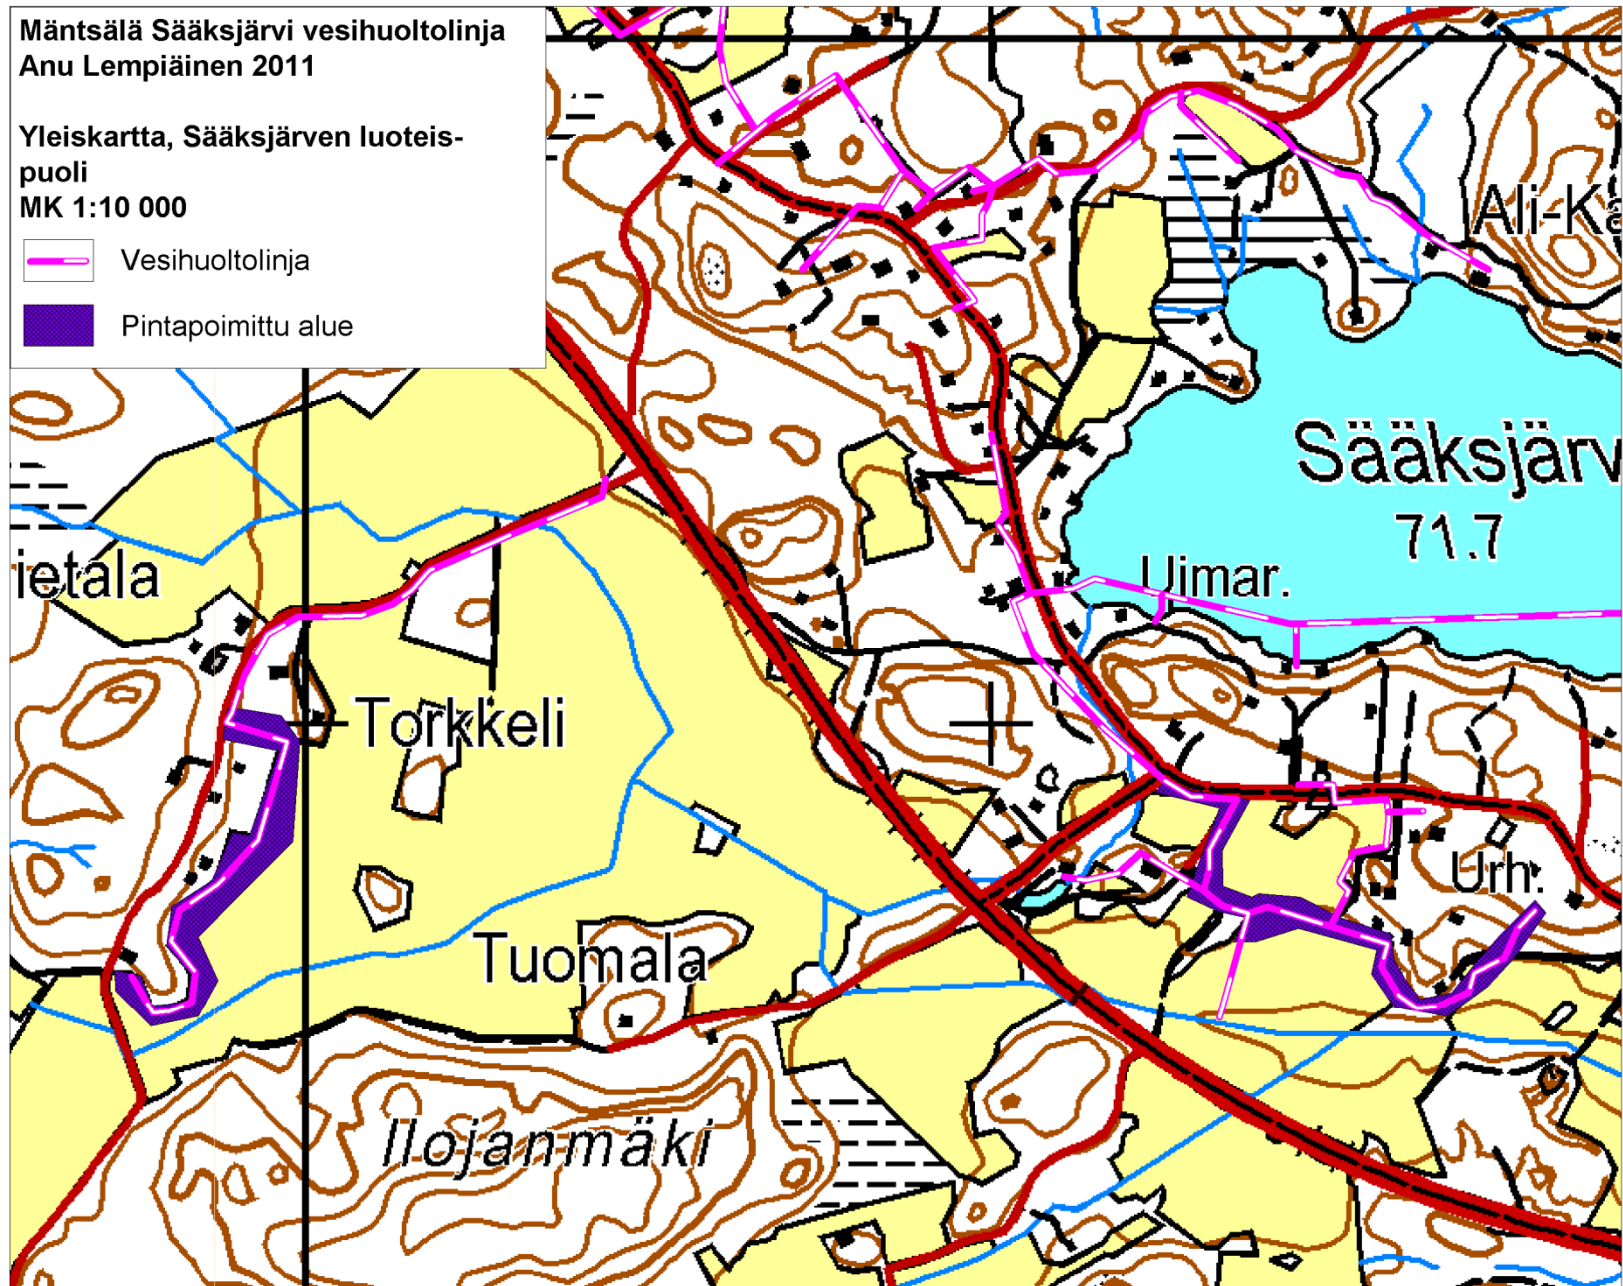 Mäntsälä Sääksjärvi vesihuoltolinja
Anu Lempiäinen 2011
Yleiskartta, Sääksjärven luoteis-
puoli
MK 1:10 000
Vesihuoltolinja
Pintapoimittu alue
Ali-Ka
Sääksjärv
71.7
Uimar.
ietala
Torkkeli
Urh.
Tuomala
Ilojanmäki